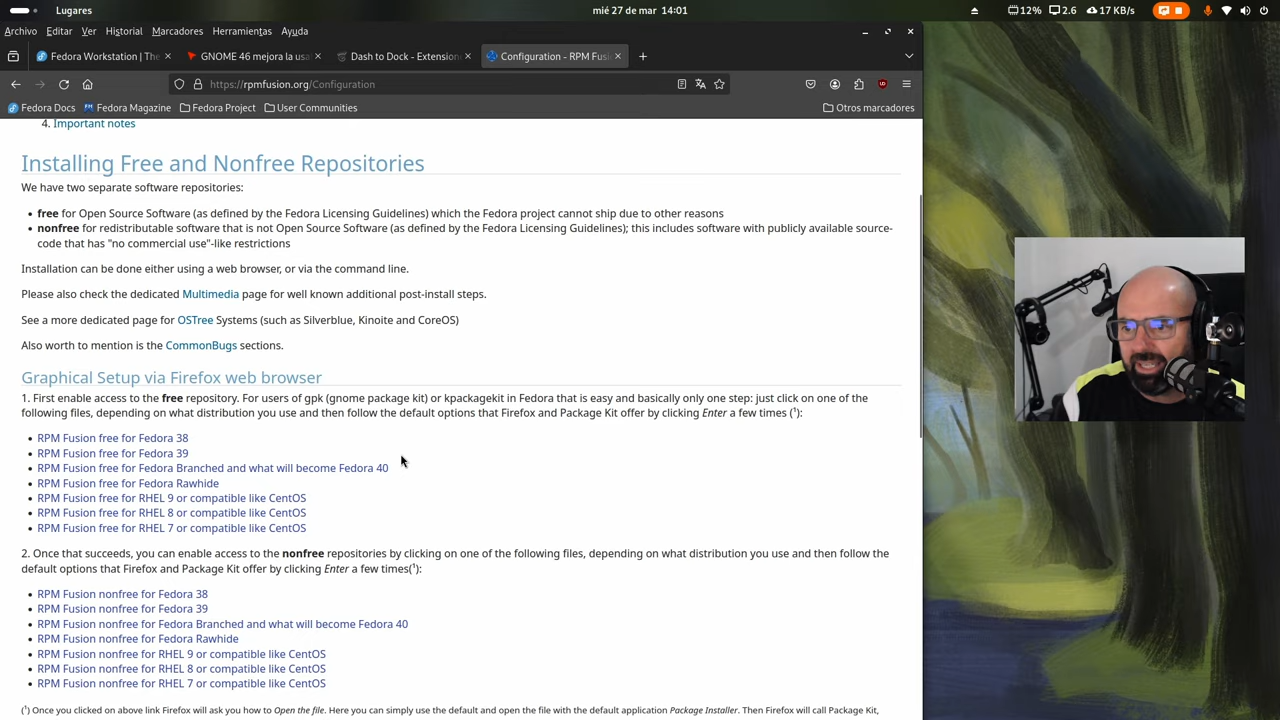 Lugares
mié 27 de mar 14:01
12% 2.6 17 KB/s
Archivo Editar Ver Historial Marcadores Herramientas Ayuda
Fedora Workstation | The
GNOME 46 mejora la usa
Dash to Dock - Extension
Configuration - RPM Fusi
https://rpmfusion.org/Configuration
Fedora Docs Fedora Magazine Fedora Project User Communities Otros marcadores
4. Important notes
Installing Free and Nonfree Repositories
We have two separate software repositories:
• free for Open Source Software (as defined by the Fedora Licensing Guidelines) which the Fedora project cannot ship due to other reasons
• nonfree for redistributable software that is not Open Source Software (as defined by the Fedora Licensing Guidelines); this includes software with publicly available source-
code that has "no commercial use"-like restrictions
Installation can be done either using a web browser, or via the command line.
Please also check the dedicated Multimedia page for well known additional post-install steps.
See a more dedicated page for OSTree Systems (such as Silverblue, Kinoite and CoreOS)
Also worth to mention is the CommonBugs sections.
Graphical Setup via Firefox web browser
1. First enable access to the free repository. For users of gpk (gnome package kit) or kpackagekit in Fedora that is easy and basically only one step: just click on one of the
following files, depending on what distribution you use and then follow the default options that Firefox and Package Kit offer by clicking Enter a few times (¹):
• RPM Fusion free for Fedora 38
• RPM Fusion free for Fedora 39
• RPM Fusion free for Fedora Branched and what will become Fedora 40
• RPM Fusion free for Fedora Rawhide
• RPM Fusion free for RHEL 9 or compatible like CentOS
• RPM Fusion free for RHEL 8 or compatible like CentOS
• RPM Fusion free for RHEL 7 or compatible like CentOS
2. Once that succeeds, you can enable access to the nonfree repositories by clicking on one of the following files, depending on what distribution you use and then follow the
default options that Firefox and Package Kit offer by clicking Enter a few times(¹):
• RPM Fusion nonfree for Fedora 38
• RPM Fusion nonfree for Fedora 39
• RPM Fusion nonfree for Fedora Branched and what will become Fedora 40
• RPM Fusion nonfree for Fedora Rawhide
• RPM Fusion nonfree for RHEL 9 or compatible like CentOS
• RPM Fusion nonfree for RHEL 8 or compatible like CentOS
• RPM Fusion nonfree for RHEL 7 or compatible like CentOS
(¹) Once you clicked on above link Firefox will ask you how to Open the file. Here you can simply use the default and open the file with the default application Package Installer. Then Firefox will call Package Kit,